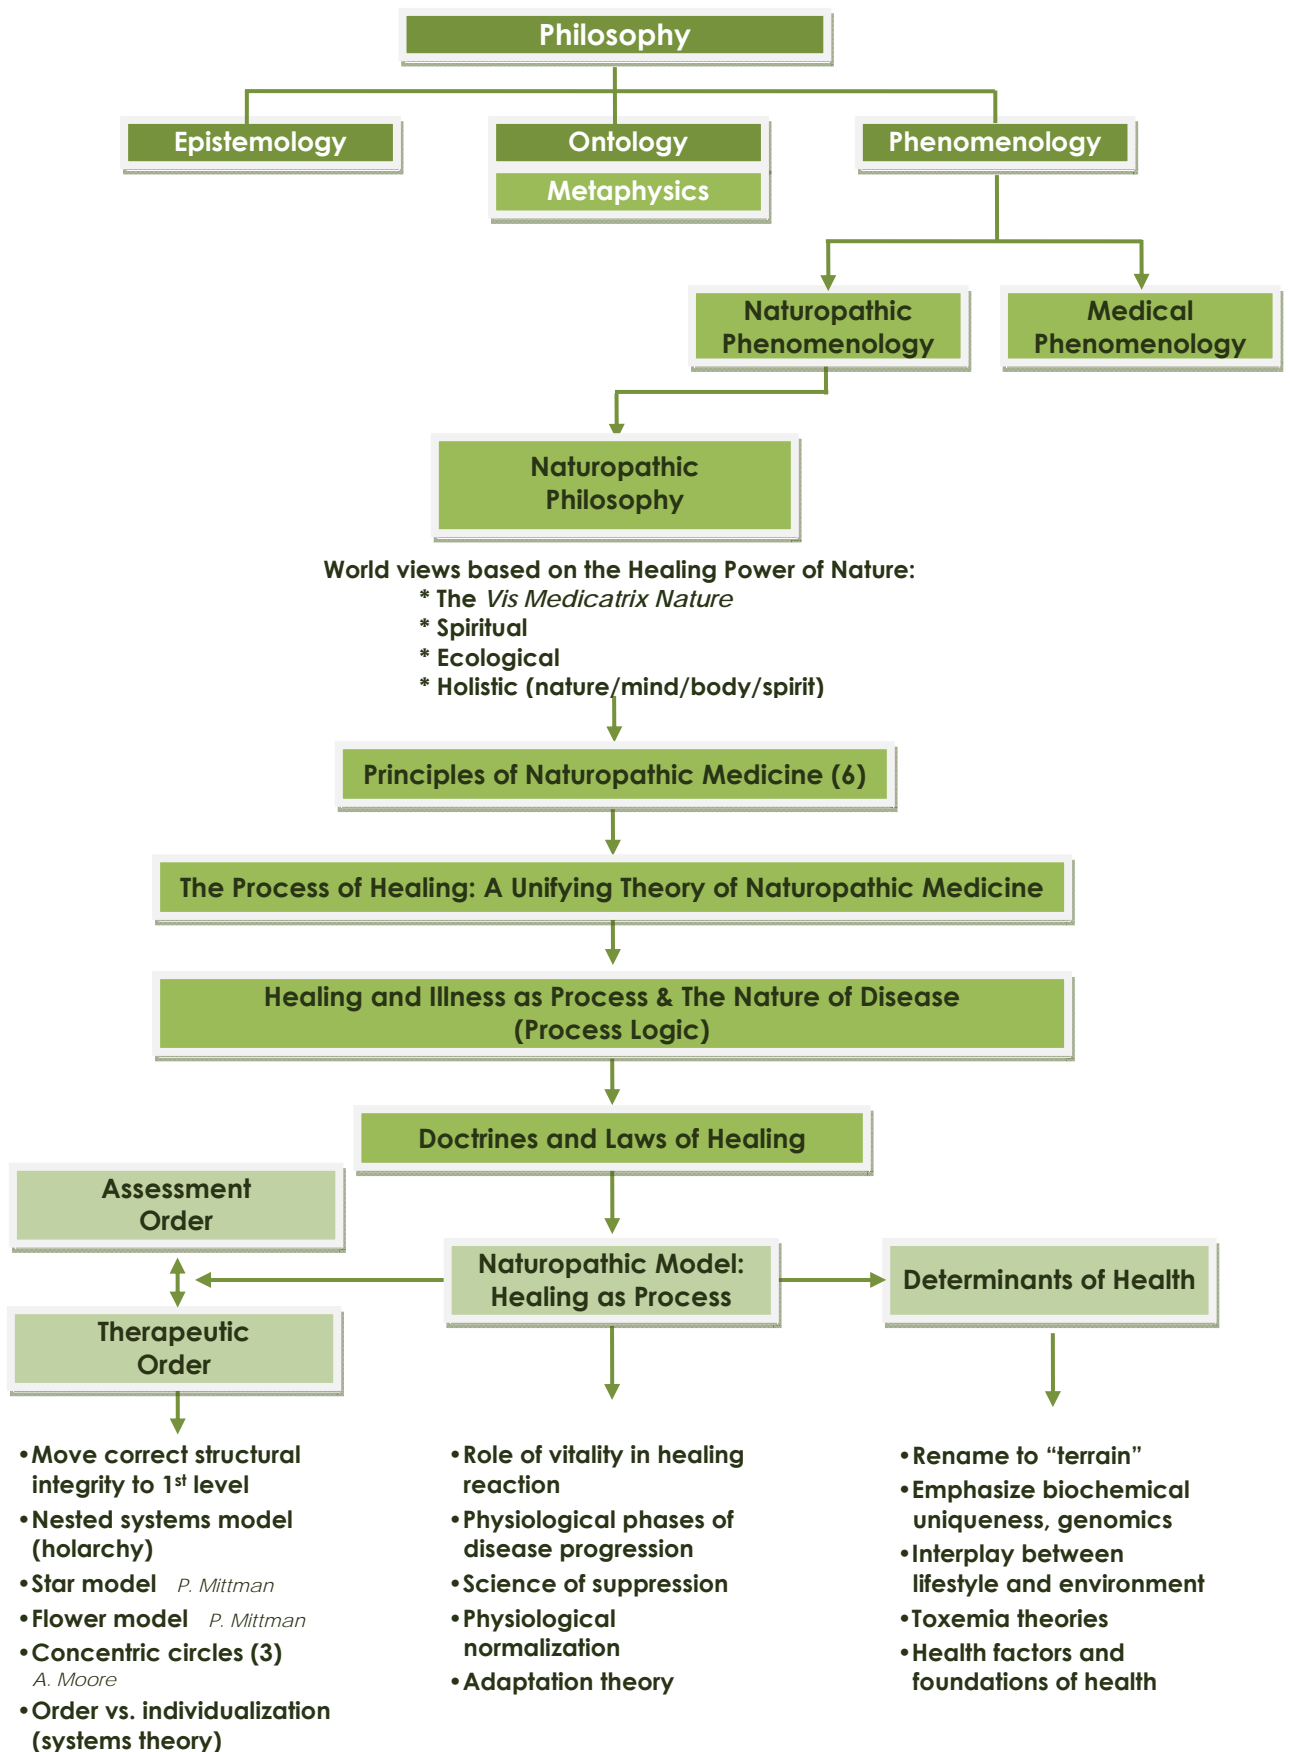 Philosophy
Epistemology
Ontology
Phenomenology
Metaphysics
Naturopathic
Phenomenology
Medical
Phenomenology
Naturopathic
Philosophy
World views based on the Healing Power of Nature:
* The Vis Medicatrix Nature
* Spiritual
* Ecological
* Holistic (nature/mind/body/spirit)
Principles of Naturopathic Medicine (6)
The Process of Healing: A Unifying Theory of Naturopathic Medicine
Healing and Illness as Process & The Nature of Disease
(Process Logic)
Doctrines and Laws of Healing
Assessment
Order
Naturopathic Model:
Healing as Process
Determinants of Health
Therapeutic
Order
•Move correct structural
integrity to 1st level
•Nested systems model
(holarchy)
•Star model P. Mittman
•Flower model P. Mittman
•Concentric circles (3)
A. Moore
•Order vs. individualization
(systems theory)
•Role of vitality in healing
reaction
•Physiological phases of
disease progression
•Science of suppression
•Physiological
normalization
•Adaptation theory
•Rename to “terrain”
•Emphasize biochemical
uniqueness, genomics
•Interplay between
lifestyle and environment
•Toxemia theories
•Health factors and
foundations of health